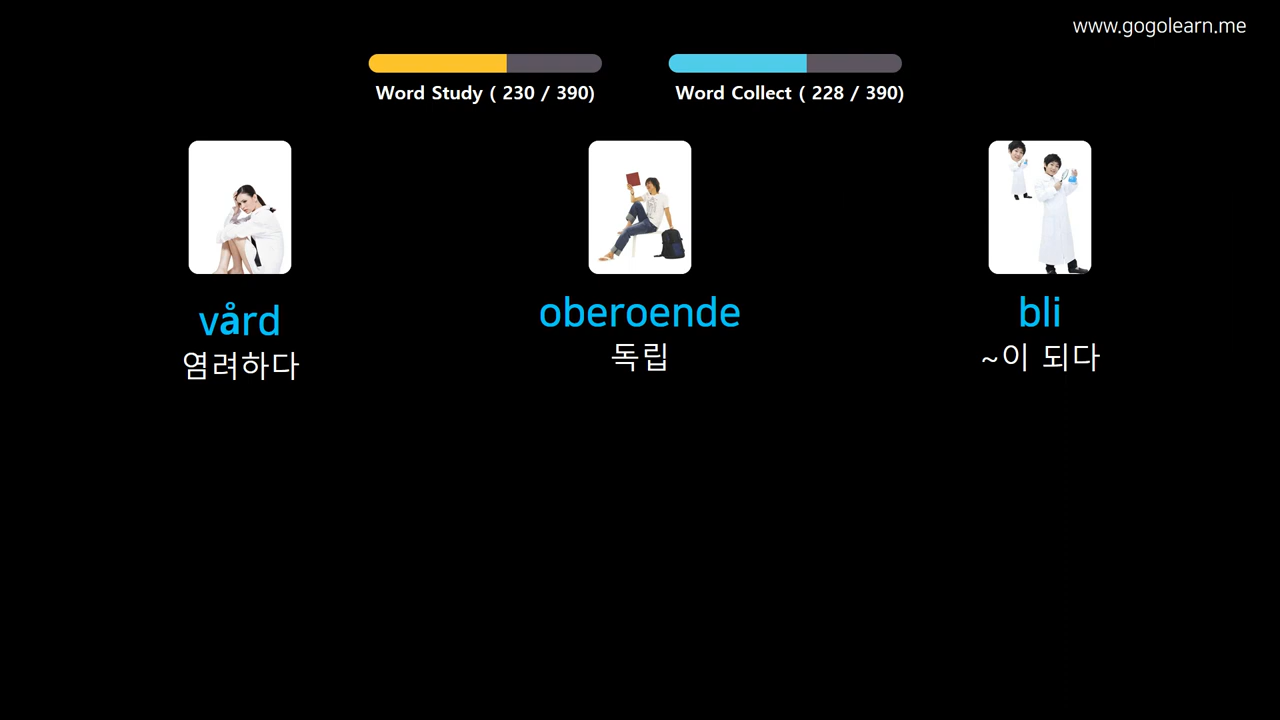 www.gogolearn.me
Word Study ( 230 / 390)
Word Collect ( 228 / 390)
vård
염려하다
oberoende
독립
bli
~이 되다